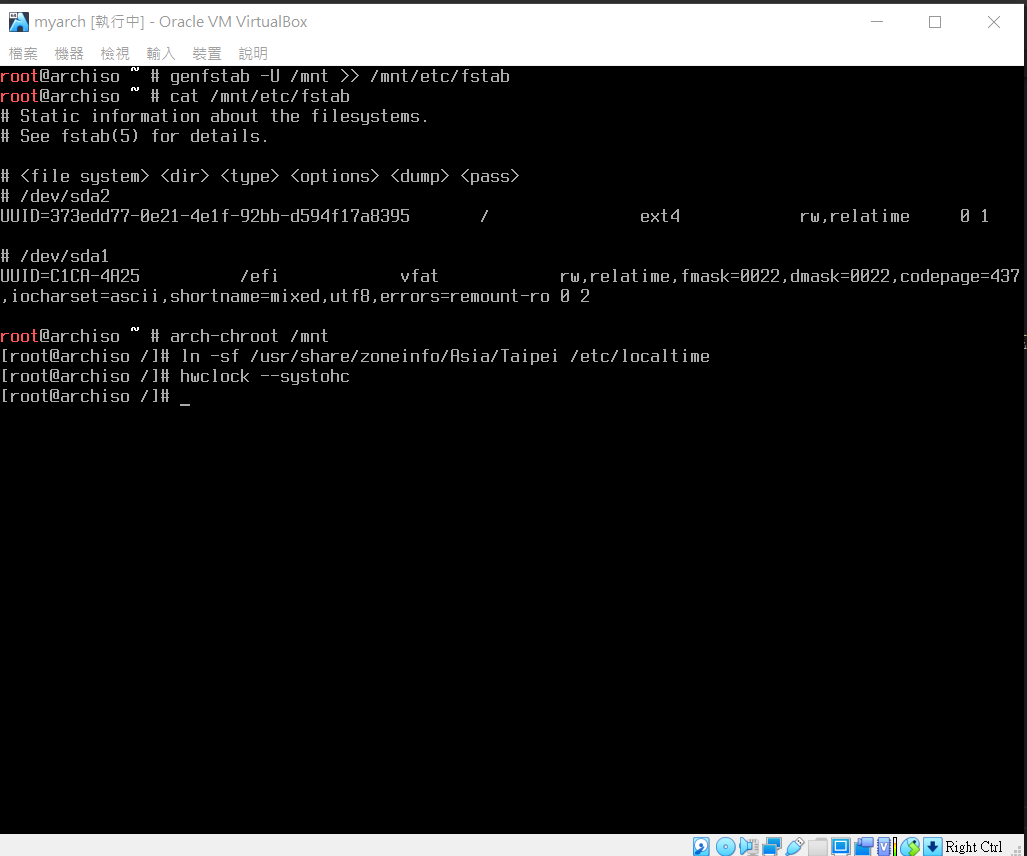 myarch [執行中] - Oracle VM VirtualBox
檔案 機器 檢視 輸入 裝置 說明
root@archiso ~ # genfstab -U /mnt >> /mnt/etc/fstab
root@archiso ~ # cat /mnt/etc/fstab
# Static information about the filesystems.
# See fstab(5) for details.
# <file system> <dir> <type> <options> <dump> <pass>
# /dev/sda2
UUID=373edd77-0e21-4e1f-92bb-d594f17a8395 / ext4 rw,relatime 0 1
# /dev/sda1
UUID=C1CA-4A25 /efi vfat rw,relatime,fmask=0022,dmask=0022,codepage=437
,iocharset=ascii,shortname=mixed,utf8,errors=remount-ro 0 2
root@archiso ~ # arch-chroot /mnt
[root@archiso /]# ln -sf /usr/share/zoneinfo/Asia/Taipei /etc/localtime
[root@archiso /]# hwclock --systohc
[root@archiso /]# _
Right Ctrl